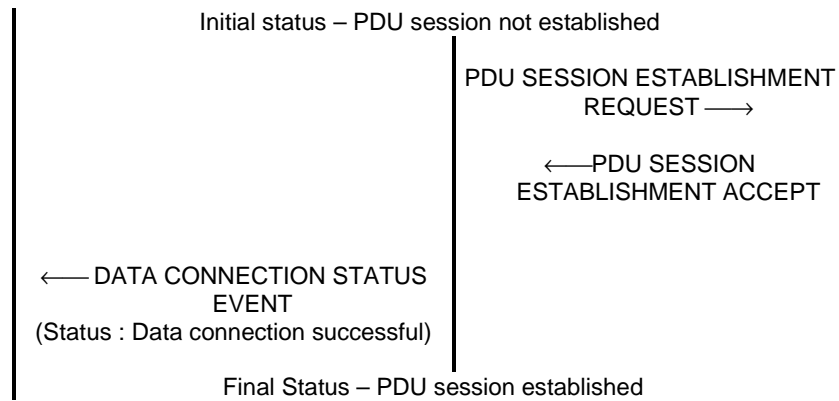 Initial status – PDU session not established
PDU SESSION ESTABLISHMENT
REQUEST ⟶
⟵PDU SESSION
ESTABLISHMENT ACCEPT
⟵ DATA CONNECTION STATUS
EVENT
(Status : Data connection successful)
Final Status – PDU session established